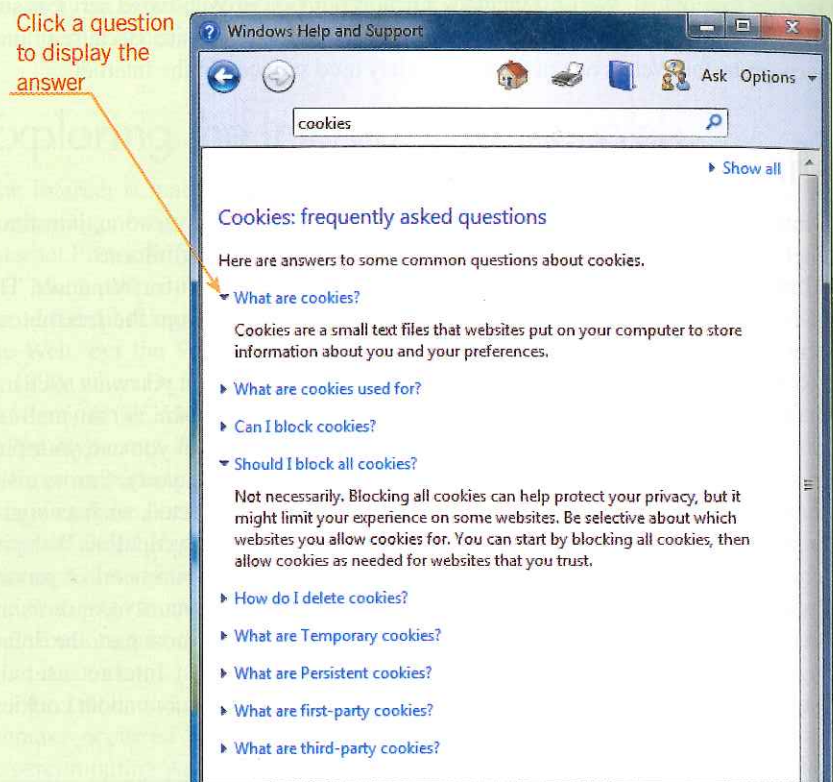 Click a question
to display the
answer
Windows Help and Support
Ask Options
cookies
Show all
Cookies: frequently asked questions
Here are answers to some common questions about cookies.
What are cookies?
Cookies are a small text files that websites put on your computer to store
information about you and your preferences.
What are cookies used for?
Can I block cookies?
Should I block all cookies?
Not necessarily. Blocking all cookies can help protect your privacy, but it
might limit your experience on some websites. Be selective about which
websites you allow cookies for. You can start by blocking all cookies, then
allow cookies as needed for websites that you trust.
How do I delete cookies?
What are Temporary cookies?
What are Persistent cookies?
What are first-party cookies?
What are third-party cookies?